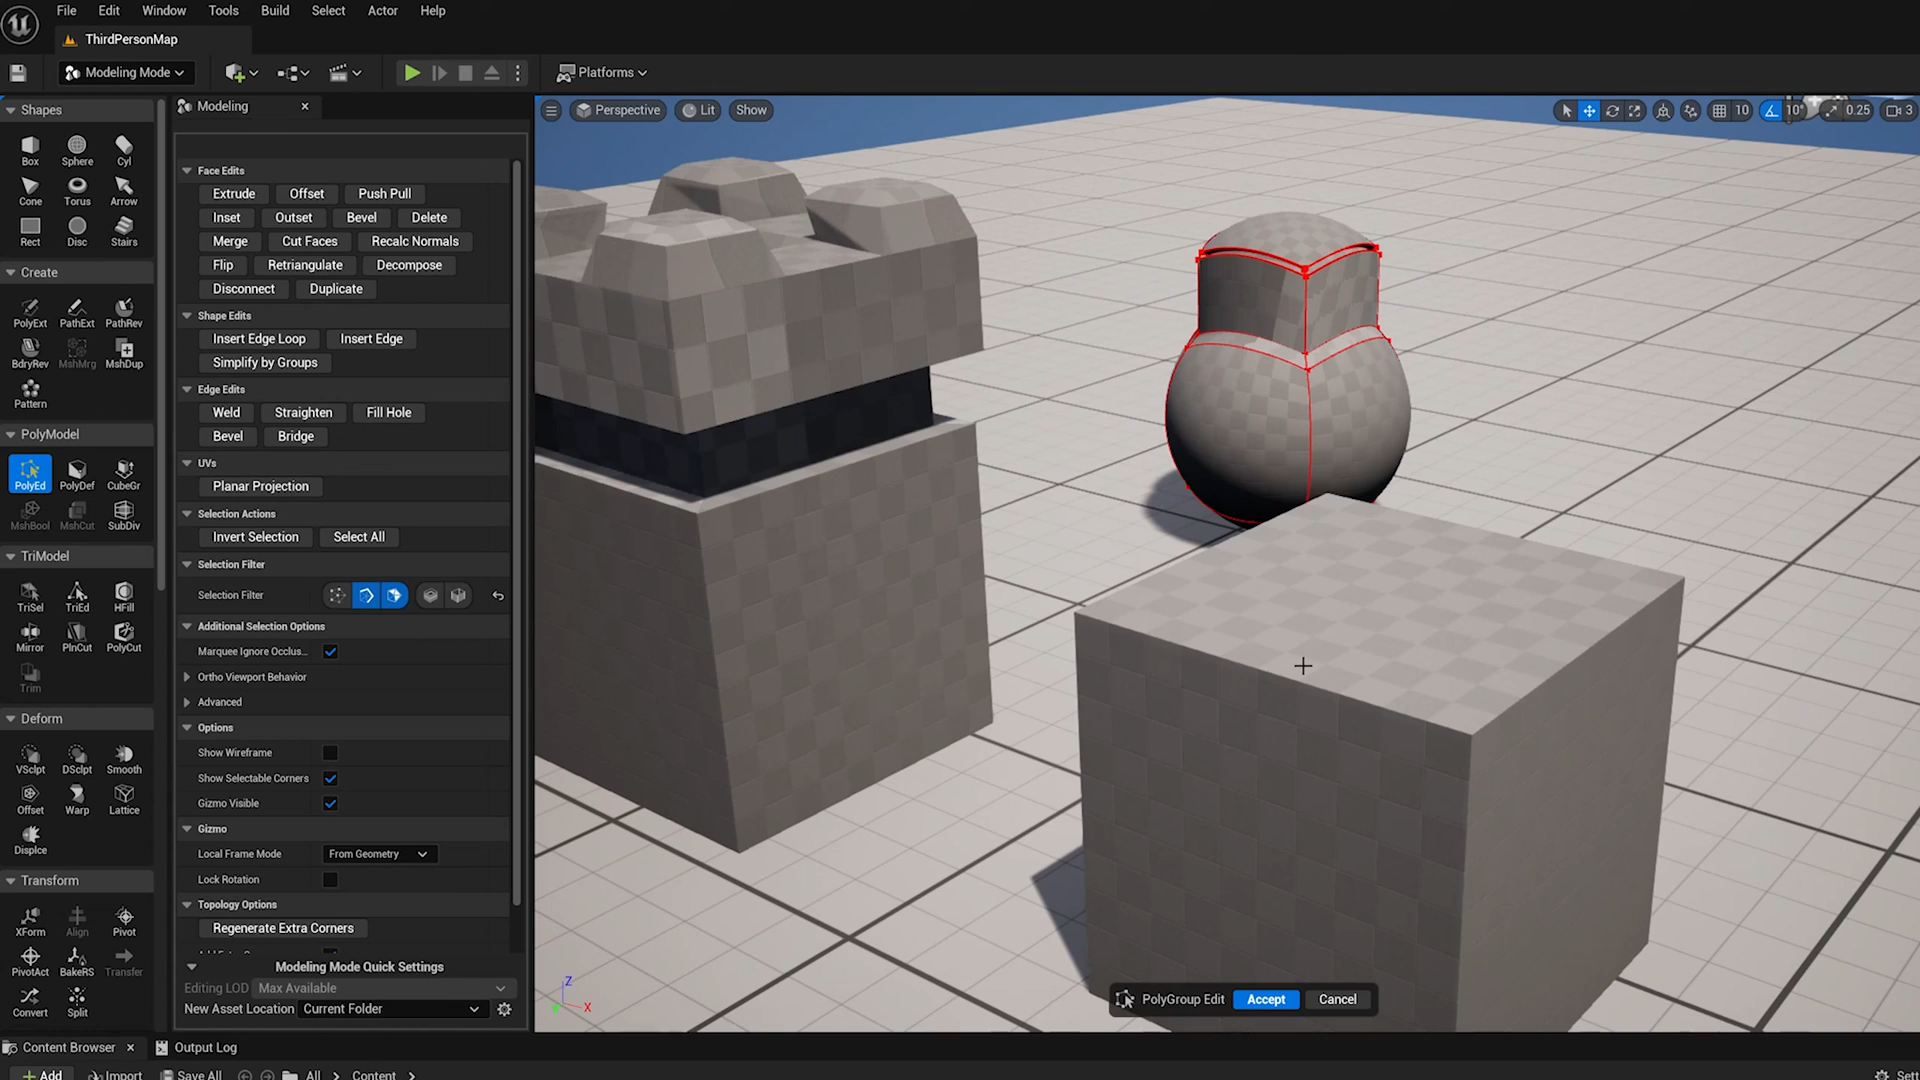 File Edit Window Tools Build Select Actor Help
ThirdPersonMap
Modeling Mode Platforms
Shapes
Box Sphere Cyl
Cone Torus Arrow
Rect Disc Stairs
Create
PolyExt PathExt PathRev
BdryRev MshMrg MshDup
Pattern
PolyModel
PolyEd PolyDef CubeGr
MshBool MshCut SubDiv
TriModel
TriSel TriEd HFill
Mirror PlnCut PolyCut
Trim
Deform
VSclpt DSclpt Smooth
Offset Warp Lattice
Displce
Transform
XForm Align Pivot
PivotAct BakeRS Transfer
Convert Split
Modeling
Face Edits
Extrude Offset Push Pull
Inset Outset Bevel Delete
Merge Cut Faces Recalc Normals
Flip Retriangulate Decompose
Disconnect Duplicate
Shape Edits
Insert Edge Loop Insert Edge
Simplify by Groups
Edge Edits
Weld Straighten Fill Hole
Bevel Bridge
UVs
Planar Projection
Selection Actions
Invert Selection Select All
Selection Filter
Selection Filter
Additional Selection Options
Marquee Ignore Occlus...
Ortho Viewport Behavior
Advanced
Options
Show Wireframe
Show Selectable Corners
Gizmo Visible
Gizmo
Local Frame Mode From Geometry
Lock Rotation
Topology Options
Regenerate Extra Corners
Modeling Mode Quick Settings
Editing LOD Max Available
New Asset Location Current Folder
Perspective Lit Show
10 10° 0.25 3
Z
X
PolyGroup Edit Accept Cancel
Content Browser Output Log
Add Import Save All All Content Sett